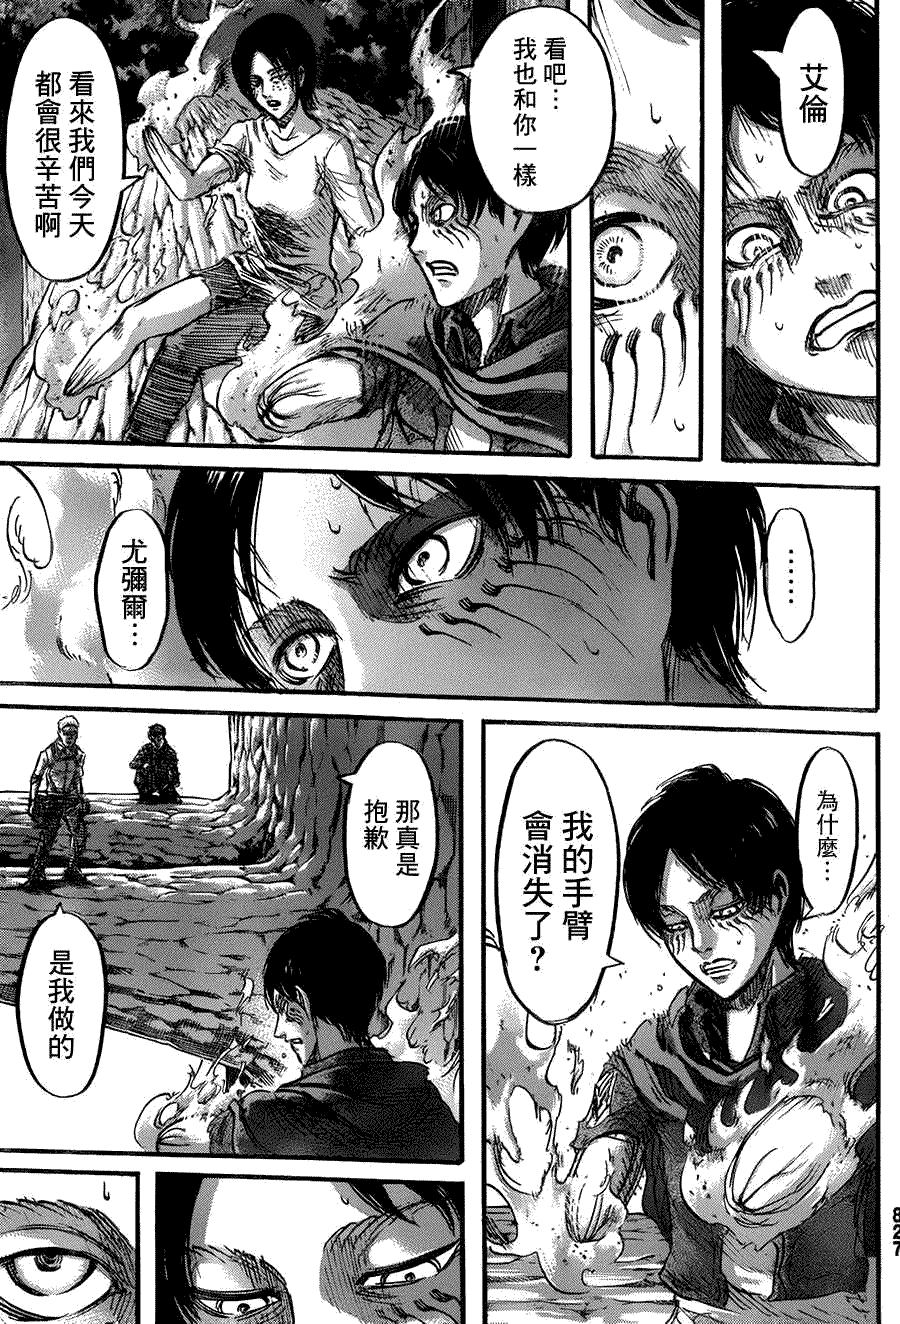 艾倫
看吧…
我也和你一樣
看來我們今天
都會很辛苦啊
……
尤彌爾…
為什麼…
我的手臂
會消失了?
那真是
抱歉
是我做的
827